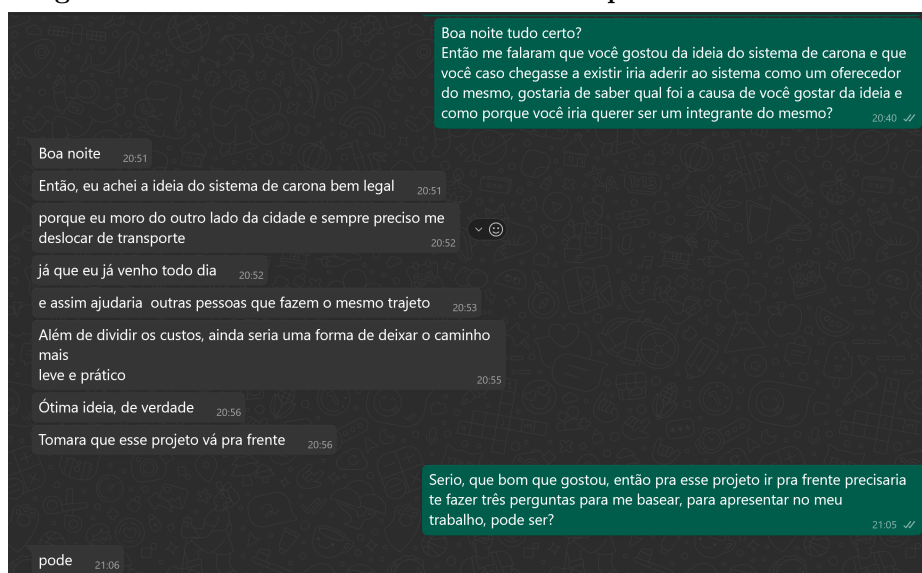 Boa noite tudo certo?
Então me falaram que você gostou da ideia do sistema de carona e que
você caso chegasse a existir iria aderir ao sistema como um oferecedor
do mesmo, gostaria de saber qual foi a causa de você gostar da ideia e
como porque você iria querer ser um integrante do mesmo?
20:40
Boa noite 20:51
Então, eu achei a ideia do sistema de carona bem legal 20:51
porque eu moro do outro lado da cidade e sempre preciso me
deslocar de transporte 20:52
já que eu já venho todo dia 20:52
e assim ajudaria outras pessoas que fazem o mesmo trajeto 20:53
Além de dividir os custos, ainda seria uma forma de deixar o caminho
mais
leve e prático 20:55
Ótima ideia, de verdade 20:56
Tomara que esse projeto vá pra frente 20:56
Serio, que bom que gostou, então pra esse projeto ir pra frente precisaria
te fazer três perguntas para me basear, para apresentar no meu
trabalho, pode ser? 21:05
pode 21:06